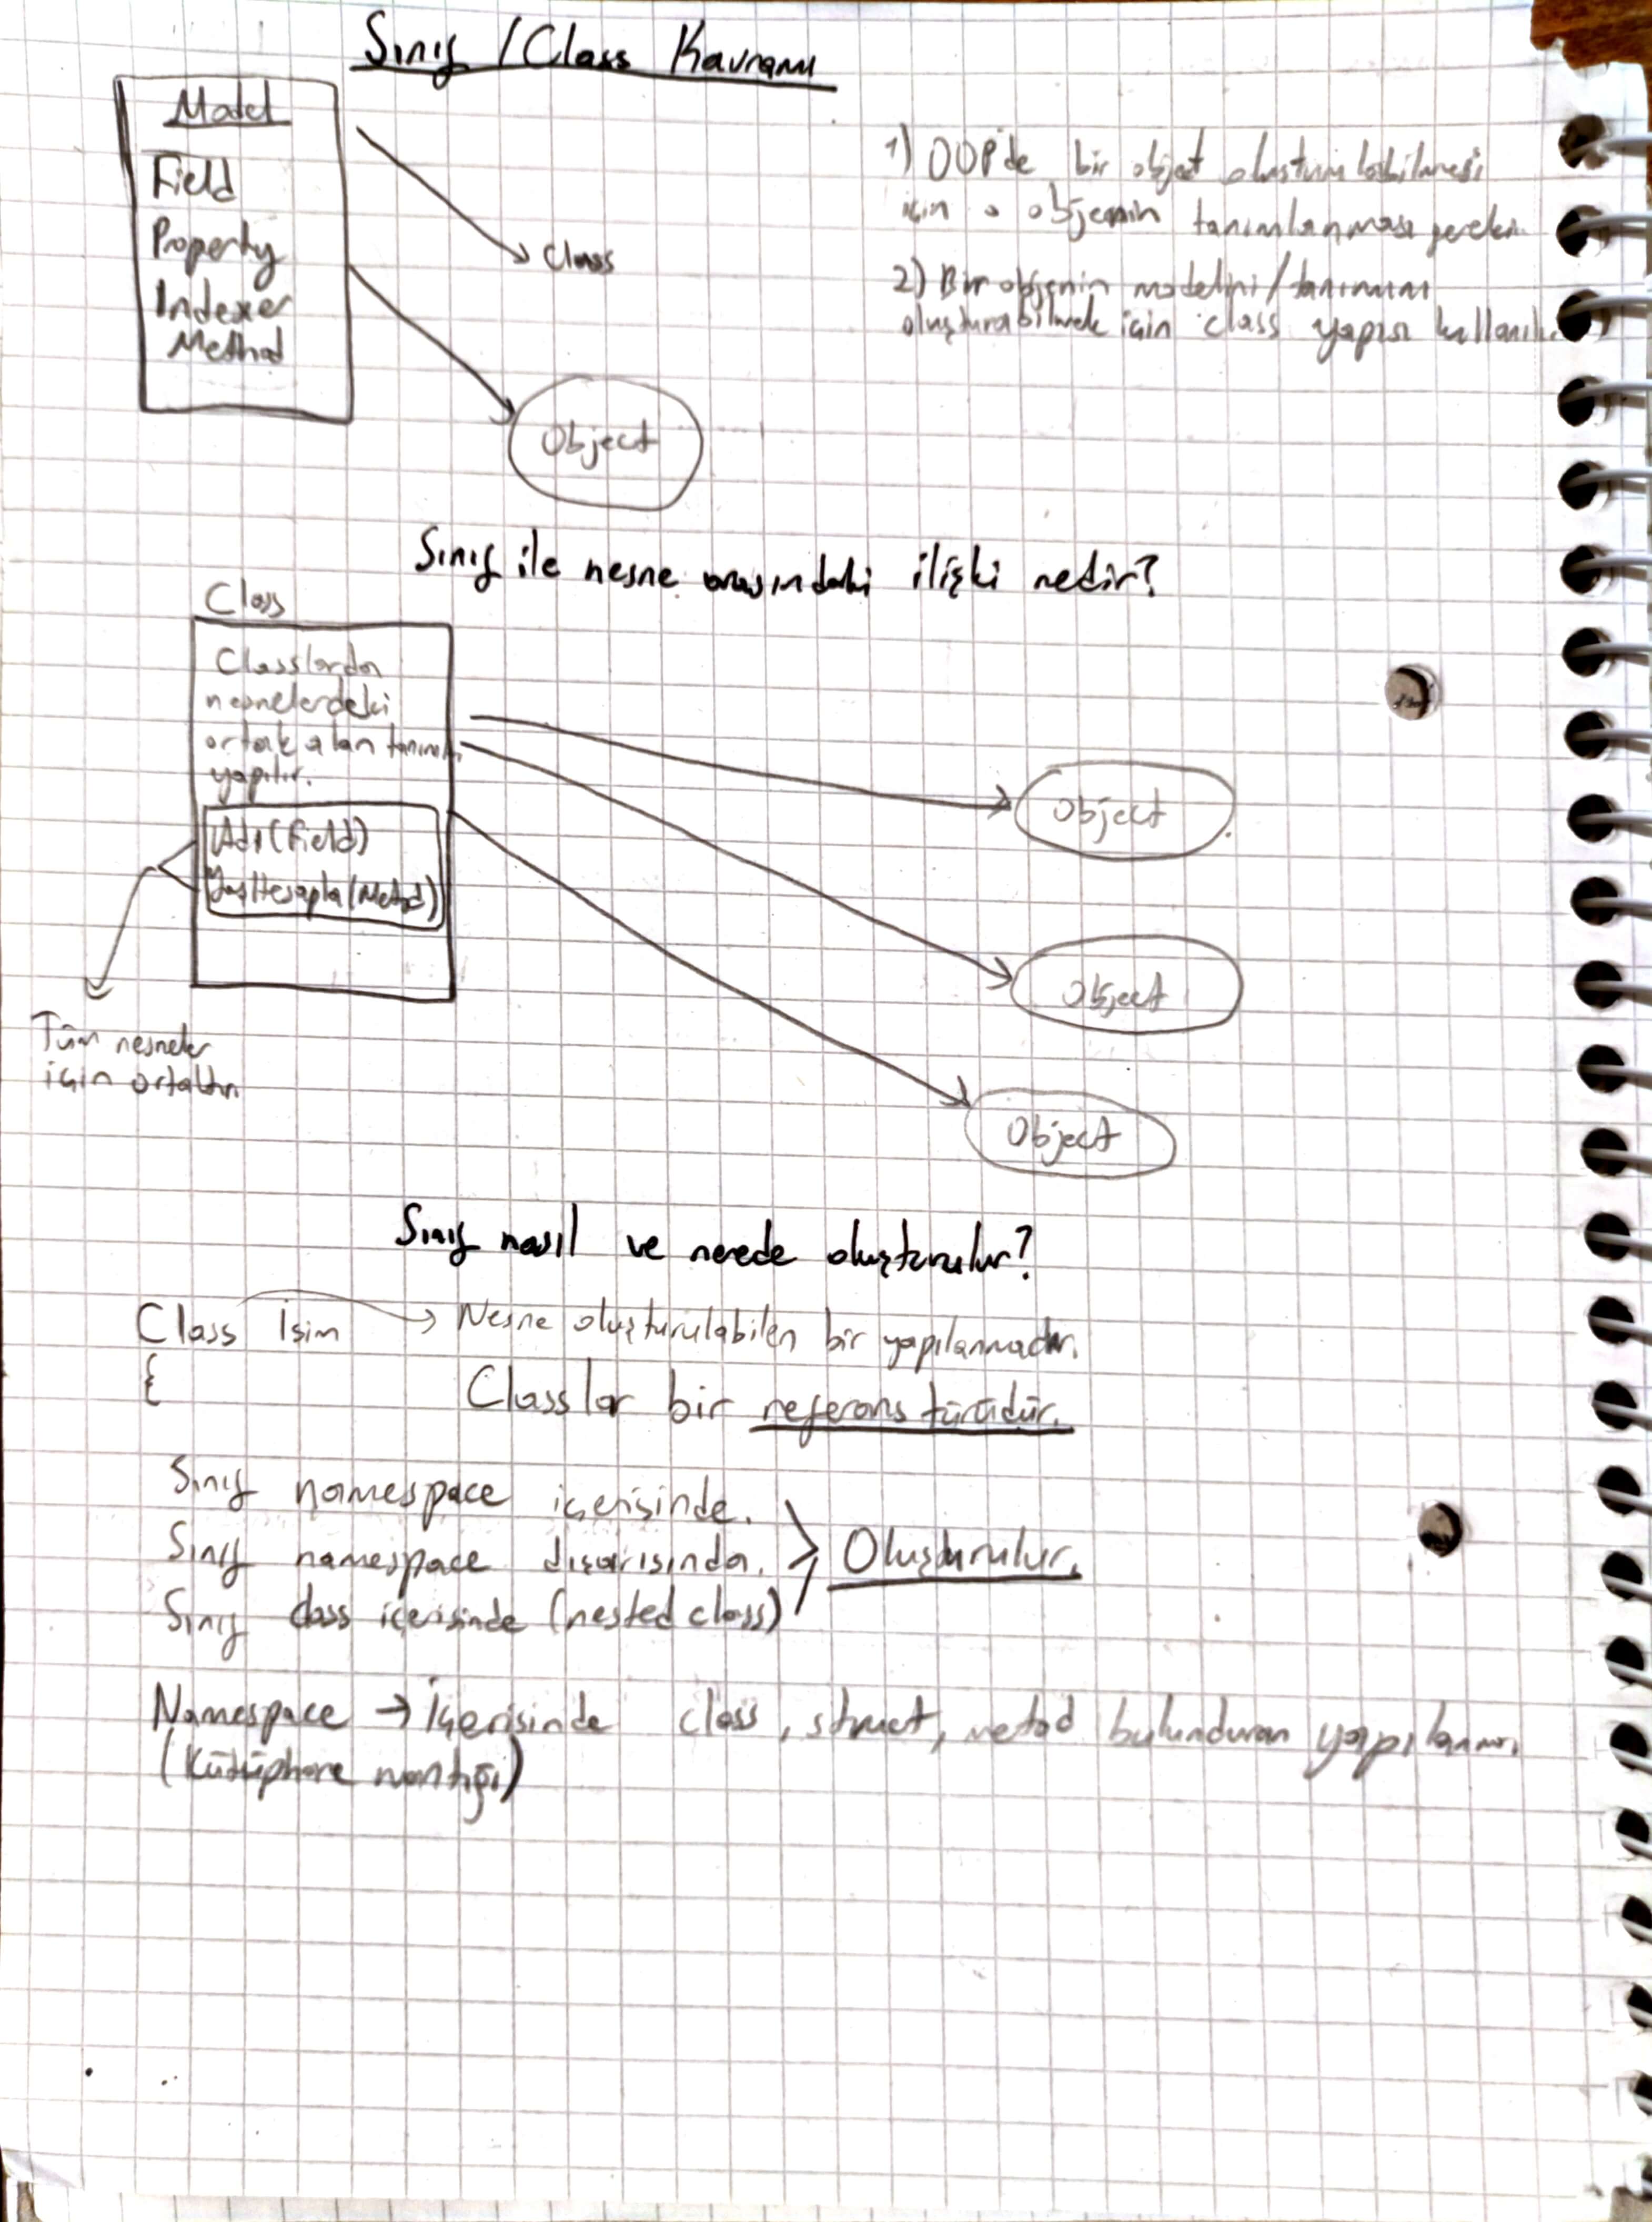 Sınıf / Class Kavramı
Model
Field
Property
Indexer
Method
Class
Object
1) OOP'de bir object oluşturulabilmesi
için o objenin tanımlanması gerekir.
2) Bir objenin modelini/tanımını
oluşturabilmek için class yapısı kullanılır.
Sınıf ile nesne arasındaki ilişki nedir?
Class
Classlardan
nesnelerdeki
ortak alan tanımı
yapılır.
Adı(Field)
YaşHesapla(Metod)
Tüm nesneler
için ortaktır.
Object
Object
Object
Sınıf nasıl ve nerede oluşturulur?
Class İsim → Nesne oluşturulabilen bir yapılanmadır.
{
Classlar bir referans türüdür.
Sınıf namespace içerisinde.
Sınıf namespace dışarısında.
Sınıf class içerisinde (nested class)
Oluşturulur.
Namespace → İçerisinde class, struct, metod bulunduran yapılanma.
(Kütüphane mantığı)